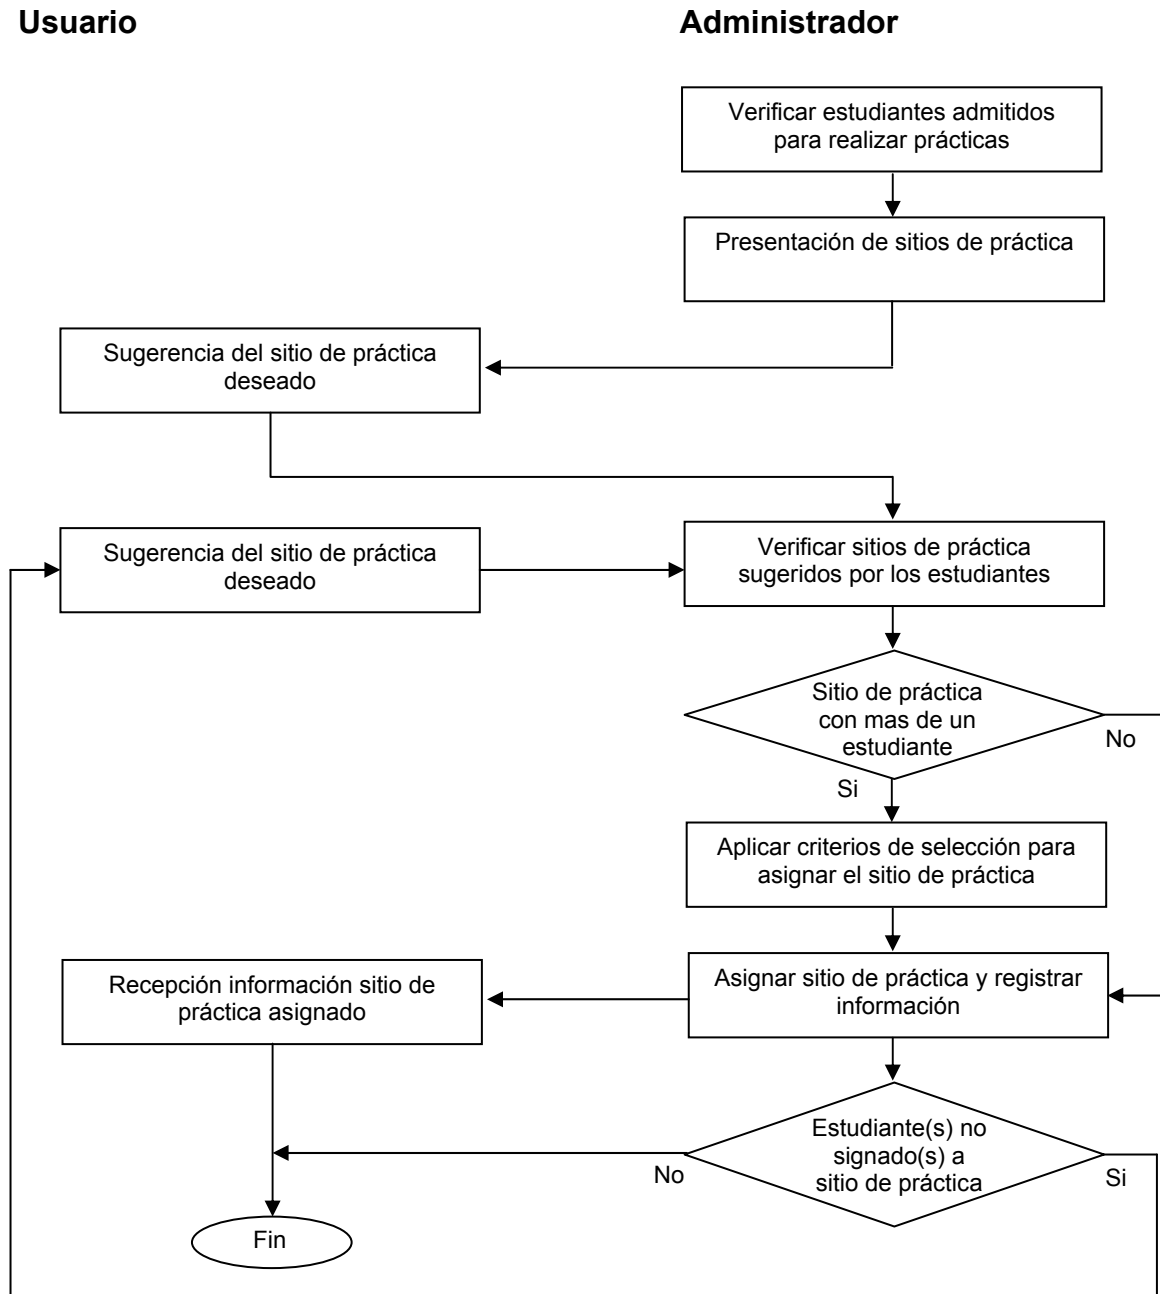 Usuario
Administrador
Verificar estudiantes admitidos
para realizar prácticas
Presentación de sitios de práctica
Sugerencia del sitio de práctica
deseado
Sugerencia del sitio de práctica
deseado
Verificar sitios de práctica
sugeridos por los estudiantes
Sitio de práctica
con mas de un
estudiante
No
Si
Aplicar criterios de selección para
asignar el sitio de práctica
Recepción información sitio de
práctica asignado
Asignar sitio de práctica y registrar
información
Estudiante(s) no
signado(s) a
sitio de práctica
No
Si
Fin